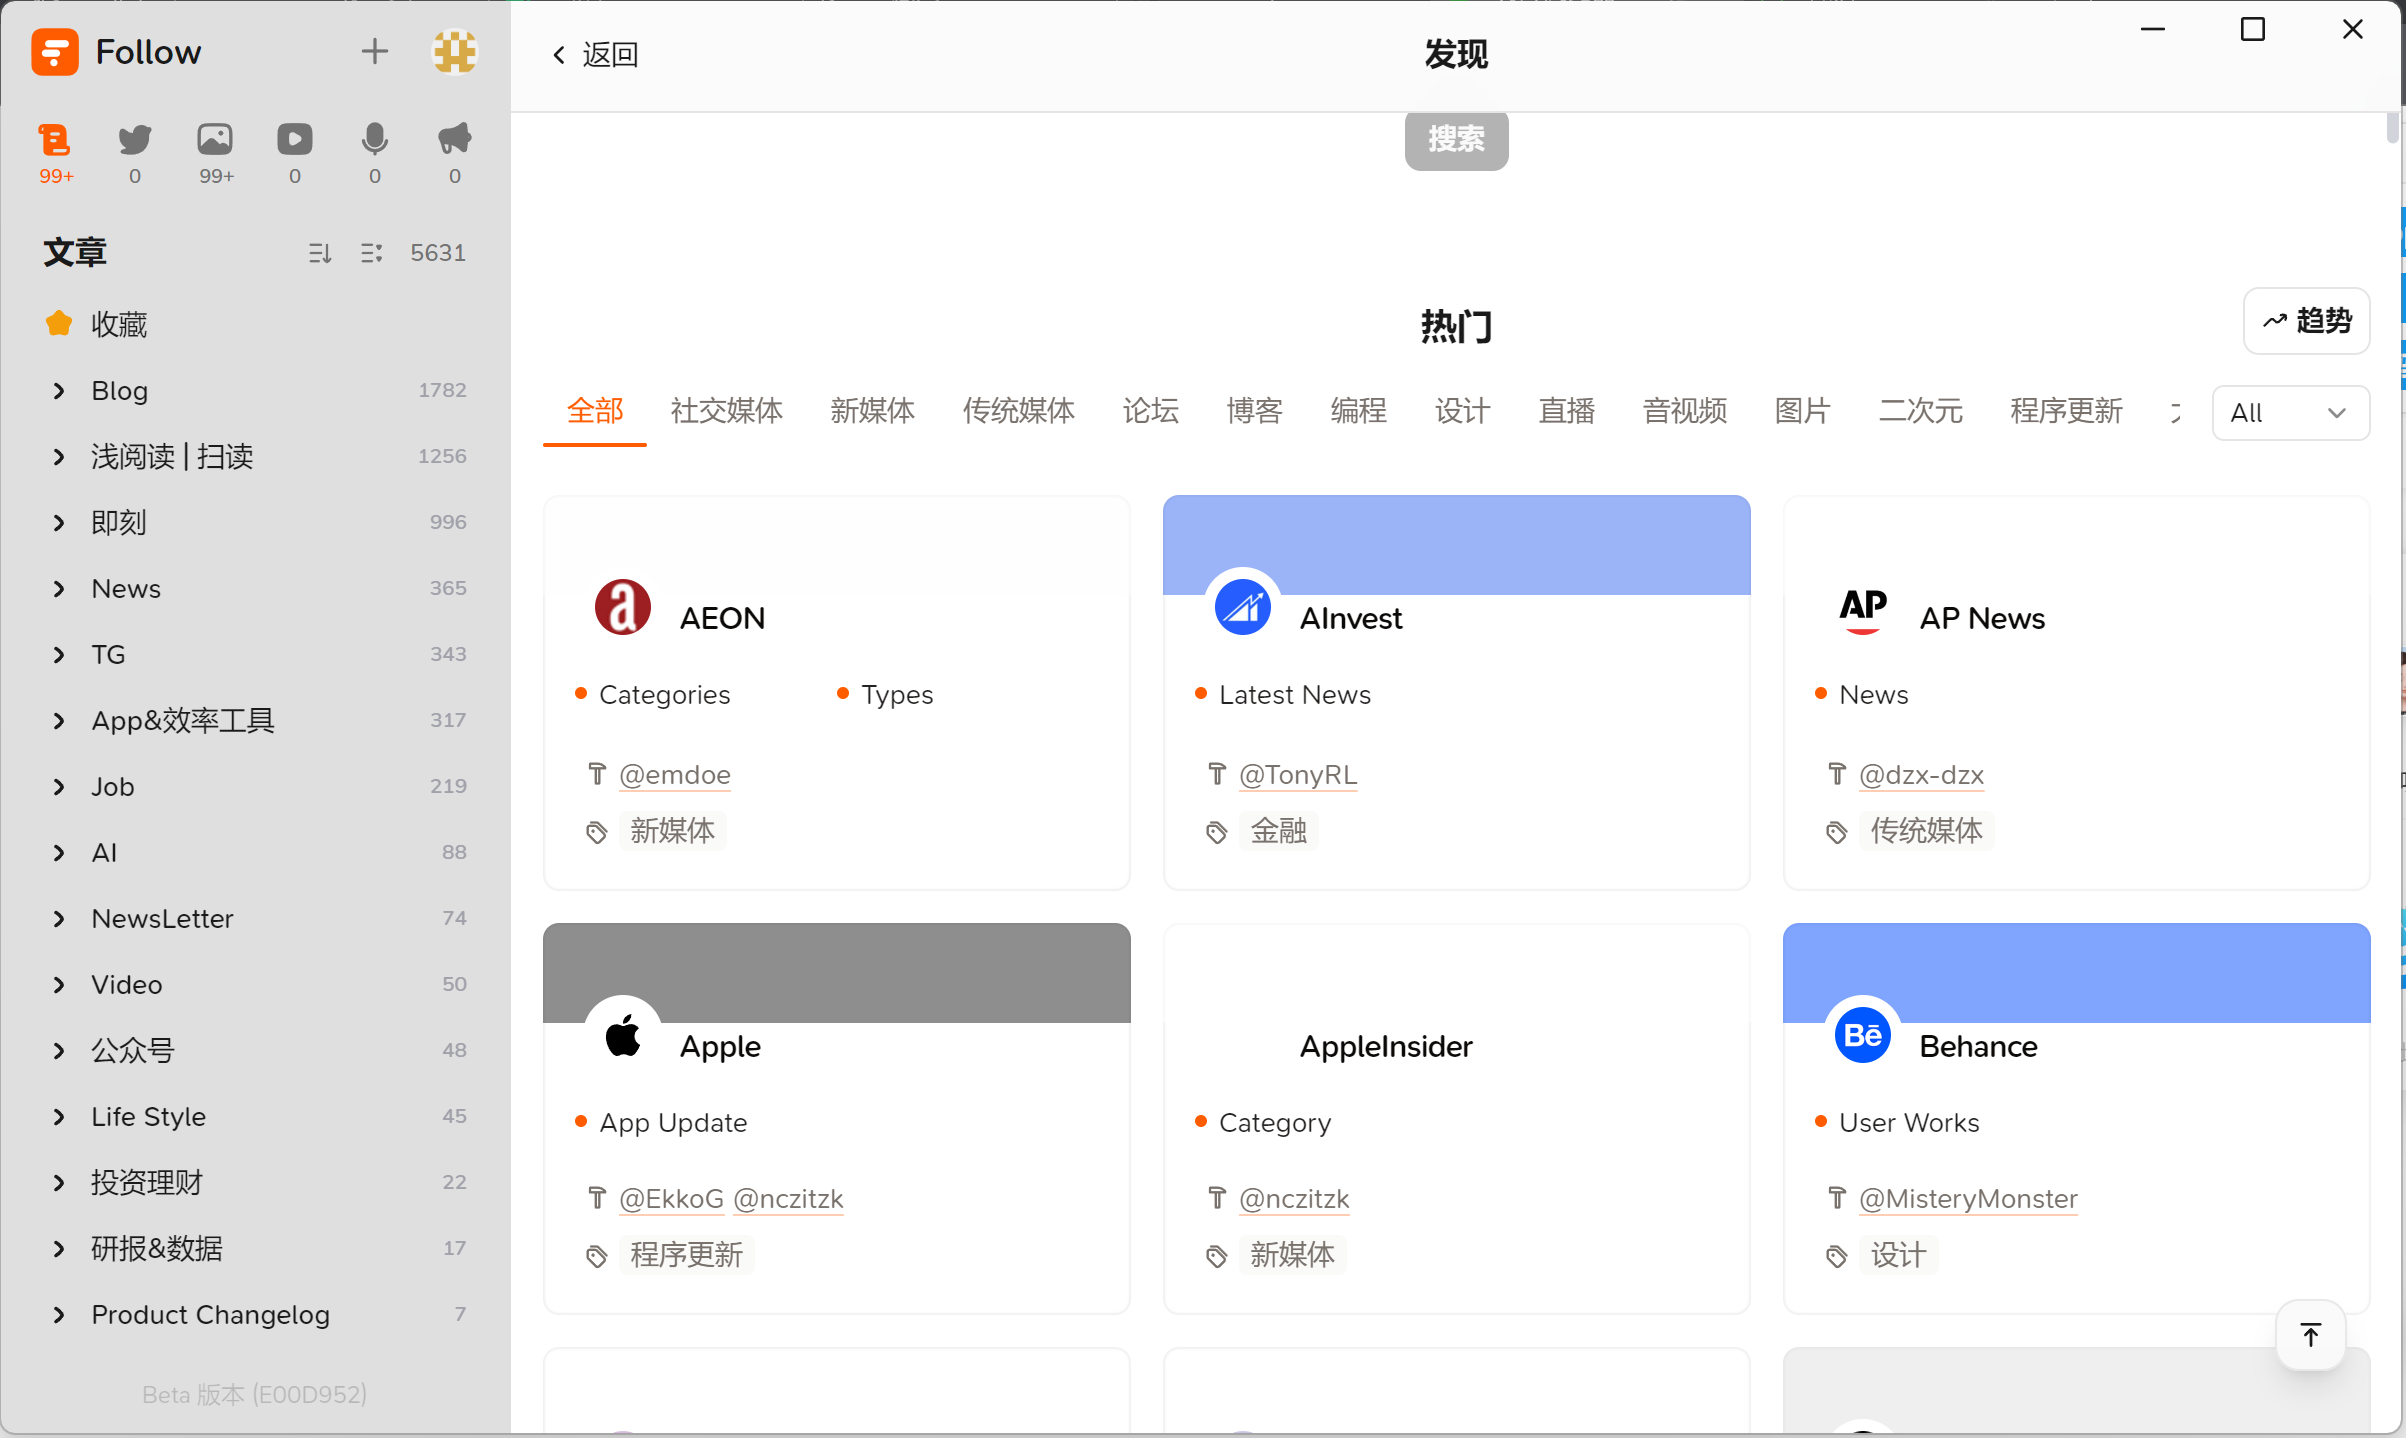 Follow
99+
0
99+
0
0
0
文章
5631
收藏
Blog 1782
浅阅读 | 扫读 1256
即刻 996
News 365
TG 343
App&效率工具 317
Job 219
AI 88
NewsLetter 74
Video 50
公众号 48
Life Style 45
投资理财 22
研报&数据 17
Product Changelog 7
Beta 版本 (E00D952)
返回
发现
搜索
热门
趋势
全部 社交媒体 新媒体 传统媒体 论坛 博客 编程 设计 直播 音视频 图片 二次元 程序更新
All
a
AEON
Categories
Types
@emdoe
新媒体
AInvest
Latest News
@TonyRL
金融
AP
AP News
News
@dzx-dzx
传统媒体
Apple
App Update
@EkkoG @nczitzk
程序更新
AppleInsider
Category
@nczitzk
新媒体
Bē
Behance
User Works
@MisteryMonster
设计